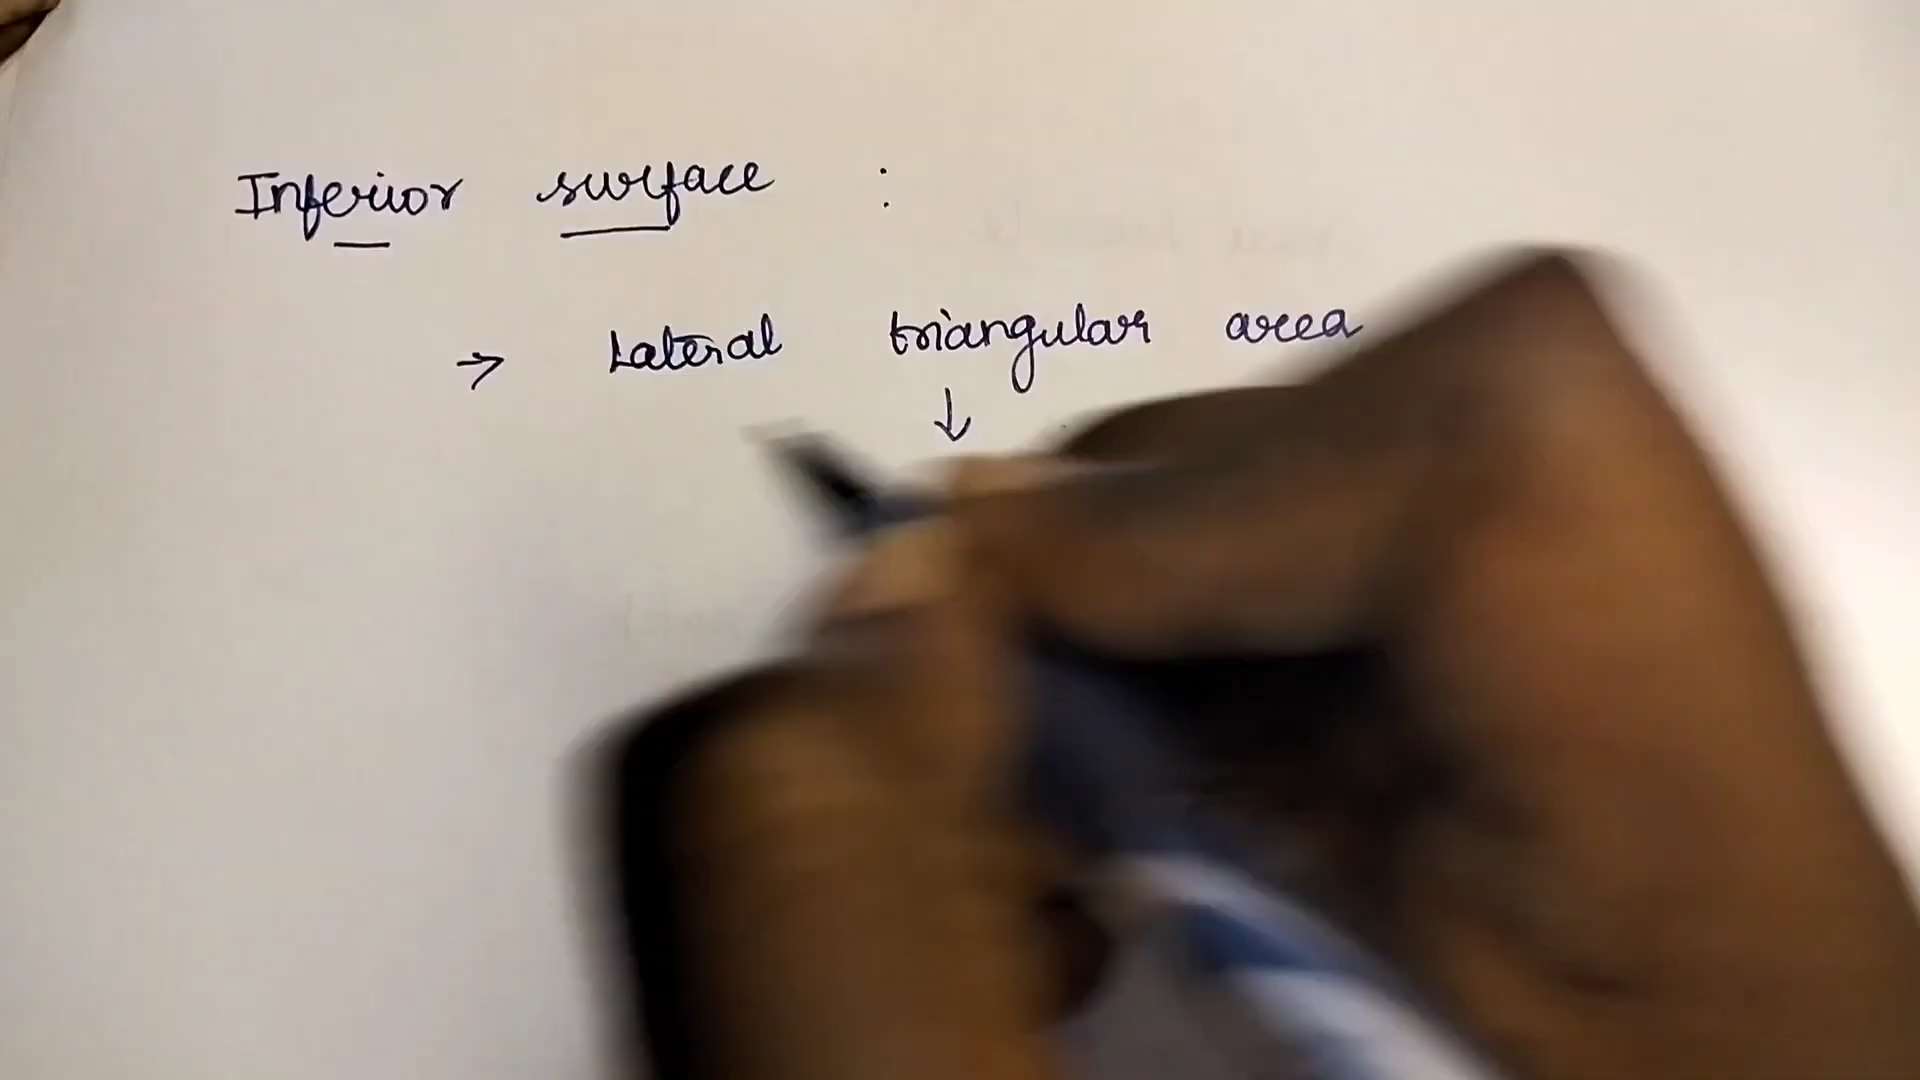 Inferior surface :
→ Lateral triangular area
↓